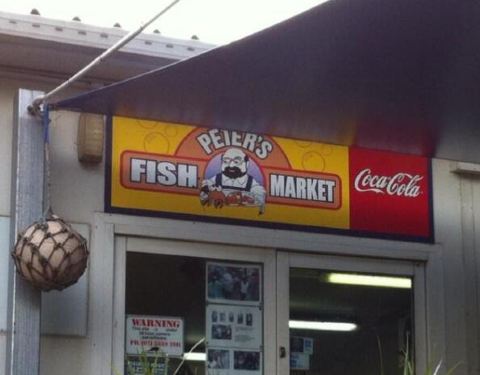 PETER'S
FISH MARKET
Coca-Cola
WARNING